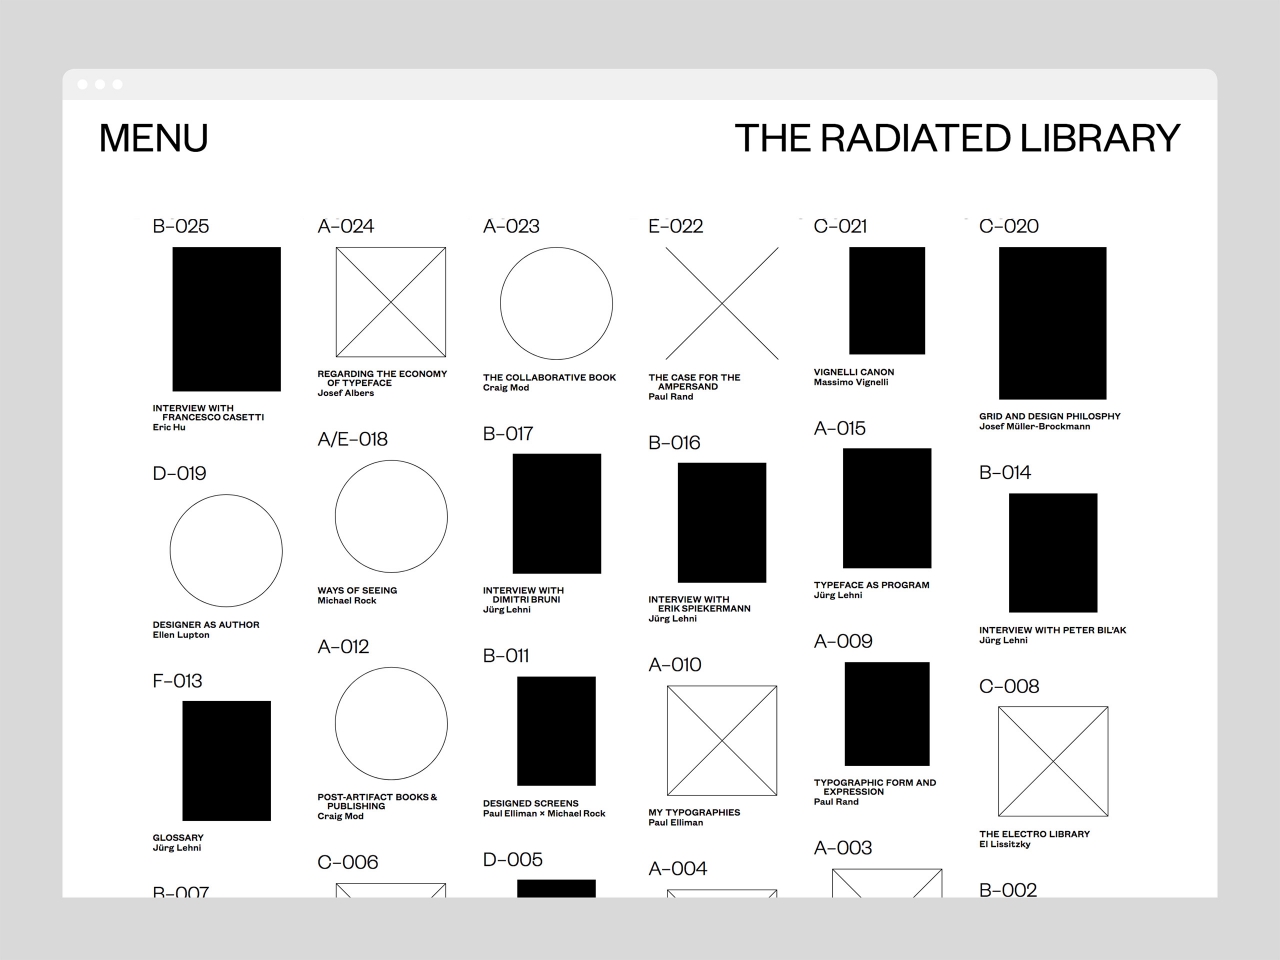 MENU
THE RADIATED LIBRARY
B–025
A–024
A–023
E–022
C–021
C–020
INTERVIEW WITH
FRANCESCO CASETTI
Eric Hu
REGARDING THE ECONOMY
OF TYPEFACE
Josef Albers
THE COLLABORATIVE BOOK
Craig Mod
THE CASE FOR THE
AMPERSAND
Paul Rand
VIGNELLI CANON
Massimo Vignelli
GRID AND DESIGN PHILOSPHY
Josef Müller-Brockmann
D–019
A/E–018
B–017
B–016
A–015
B–014
DESIGNER AS AUTHOR
Ellen Lupton
WAYS OF SEEING
Michael Rock
INTERVIEW WITH
DIMITRI BRUNI
Jürg Lehni
INTERVIEW WITH
ERIK SPIEKERMANN
Jürg Lehni
TYPEFACE AS PROGRAM
Jürg Lehni
INTERVIEW WITH PETER BIL'AK
Jürg Lehni
F–013
A–012
B–011
A–010
A–009
C–008
GLOSSARY
Jürg Lehni
POST-ARTIFACT BOOKS &
PUBLISHING
Craig Mod
DESIGNED SCREENS
Paul Elliman × Michael Rock
MY TYPOGRAPHIES
Paul Elliman
TYPOGRAPHIC FORM AND
EXPRESSION
Paul Rand
THE ELECTRO LIBRARY
El Lissitzky
B–007
C–006
D–005
A–004
A–003
B–002